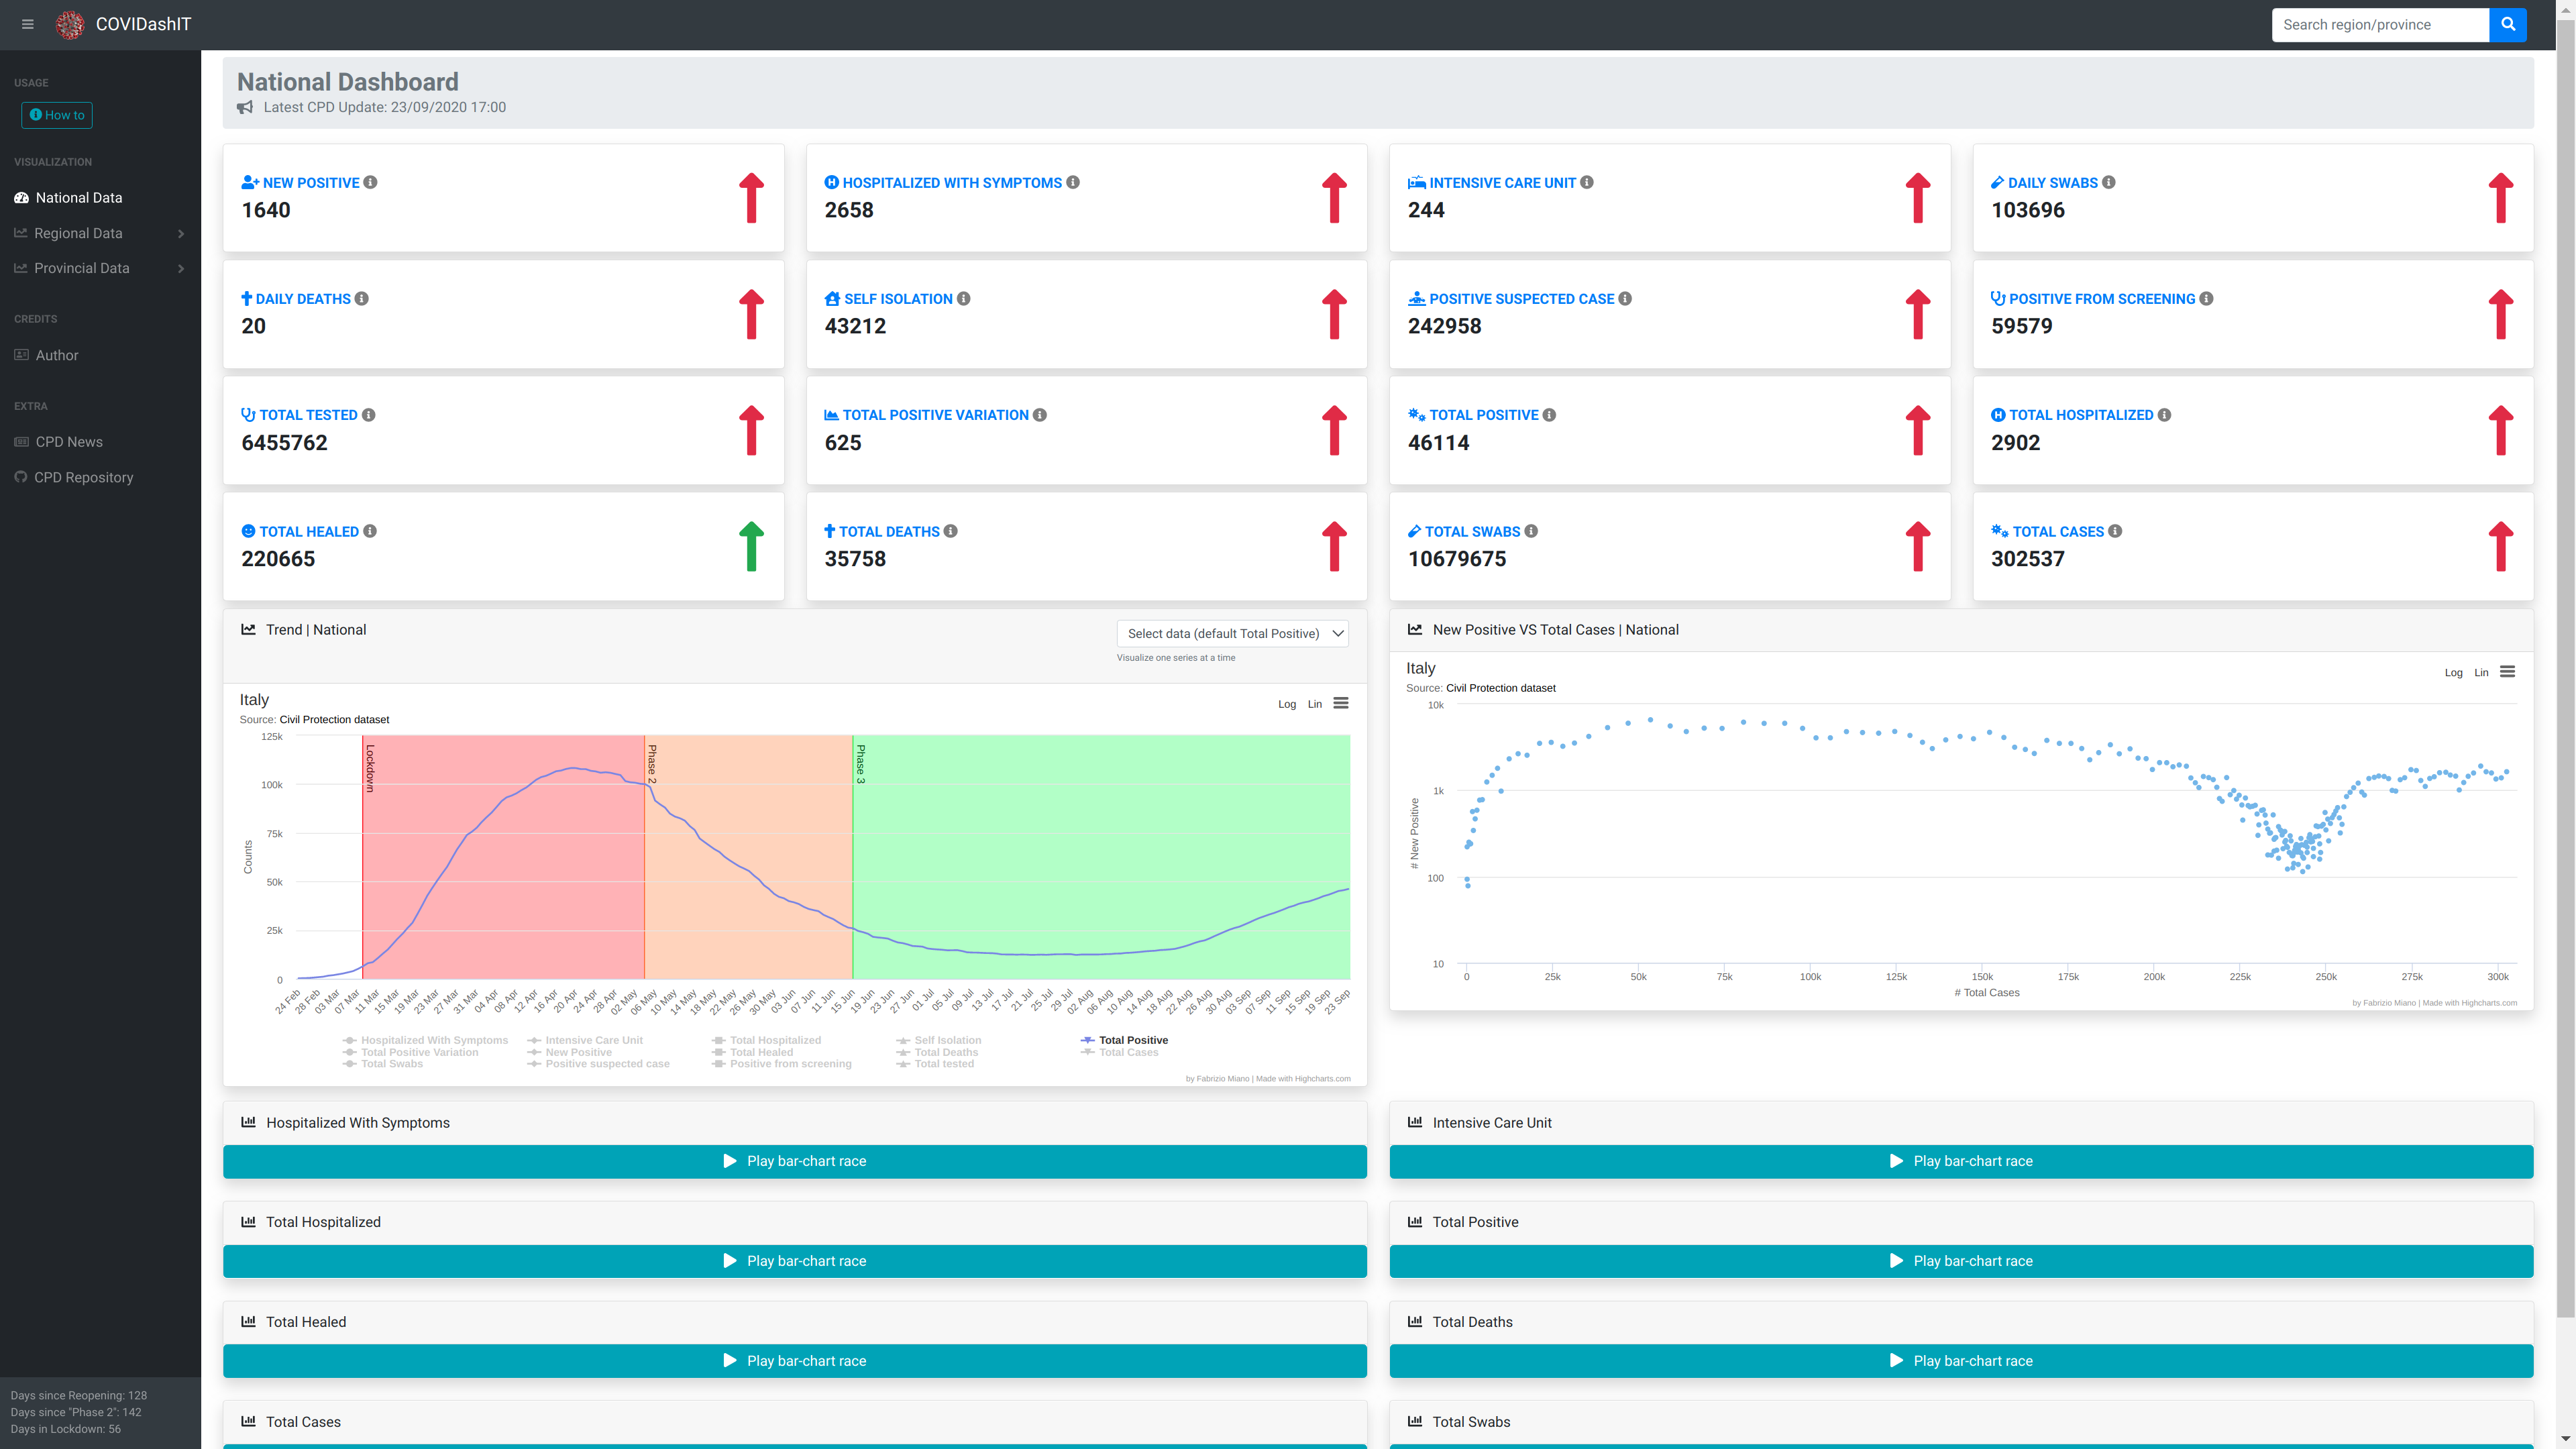 COVIDashIT
Search region/province
USAGE
How to
VISUALIZATION
National Data
Regional Data
Provincial Data
CREDITS
Author
EXTRA
CPD News
CPD Repository
Days since Reopening: 128
Days since "Phase 2": 142
Days in Lockdown: 56
National Dashboard
Latest CPD Update: 23/09/2020 17:00
NEW POSITIVE
1640
HOSPITALIZED WITH SYMPTOMS
2658
INTENSIVE CARE UNIT
244
DAILY SWABS
103696
DAILY DEATHS
20
SELF ISOLATION
43212
POSITIVE SUSPECTED CASE
242958
POSITIVE FROM SCREENING
59579
TOTAL TESTED
6455762
TOTAL POSITIVE VARIATION
625
TOTAL POSITIVE
46114
TOTAL HOSPITALIZED
2902
TOTAL HEALED
220665
TOTAL DEATHS
35758
TOTAL SWABS
10679675
TOTAL CASES
302537
Trend | National
Select data (default Total Positive)
Visualize one series at a time
Italy
Source: Civil Protection dataset
Log Lin
125k
100k
75k
50k
25k
0
Counts
Lockdown
Phase 2
Phase 3
24 Feb
28 Feb
03 Mar
07 Mar
11 Mar
15 Mar
19 Mar
23 Mar
27 Mar
31 Mar
04 Apr
08 Apr
12 Apr
16 Apr
20 Apr
24 Apr
28 Apr
02 May
06 May
10 May
14 May
18 May
22 May
26 May
30 May
03 Jun
07 Jun
11 Jun
15 Jun
19 Jun
23 Jun
27 Jun
01 Jul
05 Jul
09 Jul
13 Jul
17 Jul
21 Jul
25 Jul
29 Jul
02 Aug
06 Aug
10 Aug
14 Aug
18 Aug
22 Aug
26 Aug
30 Aug
03 Sep
07 Sep
11 Sep
15 Sep
19 Sep
23 Sep
Hospitalized With Symptoms Intensive Care Unit Total Hospitalized Self Isolation Total Positive
Total Positive Variation New Positive Total Healed Total Deaths Total Cases
Total Swabs Positive suspected case Positive from screening Total tested
by Fabrizio Miano | Made with Highcharts.com
New Positive VS Total Cases | National
Italy
Source: Civil Protection dataset
Log Lin
10k
1k
100
10
# New Positive
0 25k 50k 75k 100k 125k 150k 175k 200k 225k 250k 275k 300k
# Total Cases
by Fabrizio Miano | Made with Highcharts.com
Hospitalized With Symptoms
Play bar-chart race
Intensive Care Unit
Play bar-chart race
Total Hospitalized
Play bar-chart race
Total Positive
Play bar-chart race
Total Healed
Play bar-chart race
Total Deaths
Play bar-chart race
Total Cases
Total Swabs